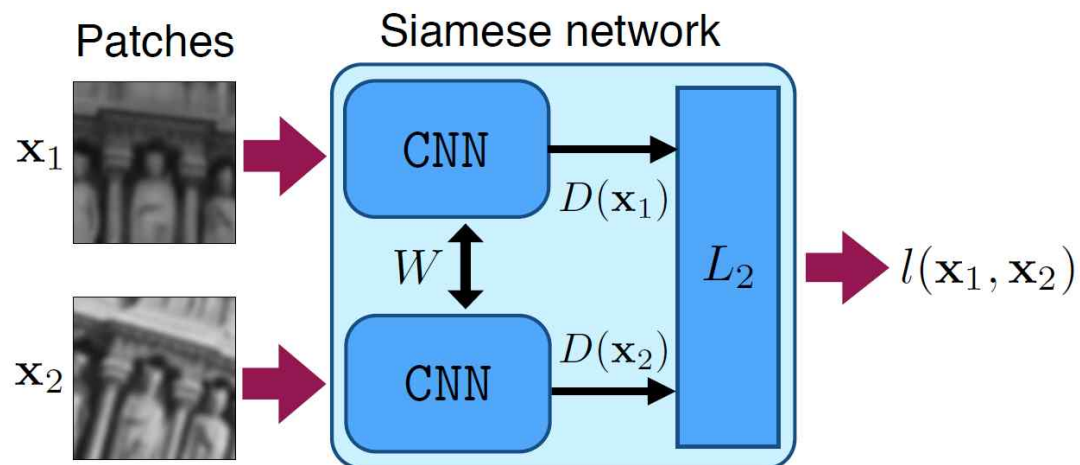 Patches
Siamese network
x₁
CNN
D(x₁)
W
L₂
l(x₁, x₂)
x₂
CNN
D(x₂)